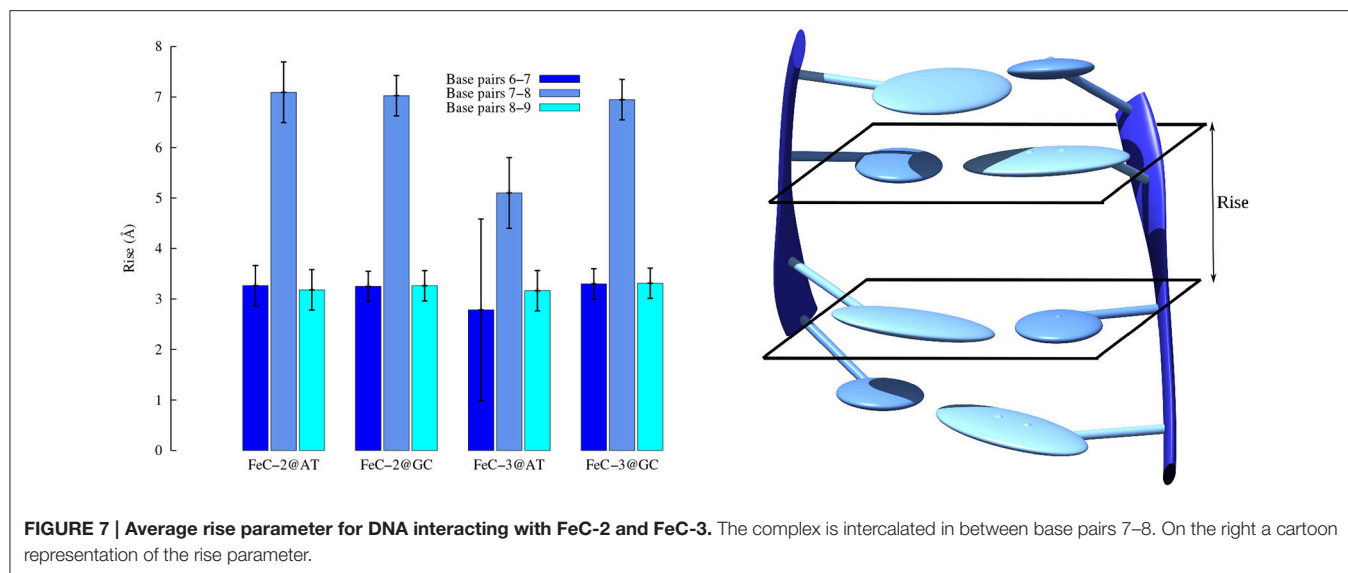 8
7
6
5
4
3
2
1
0
Rise (Å)
Base pairs 6–7
Base pairs 7–8
Base pairs 8–9
FeC–2@AT
FeC–2@GC
FeC–3@AT
FeC–3@GC
Rise
FIGURE 7 | Average rise parameter for DNA interacting with FeC-2 and FeC-3. The complex is intercalated in between base pairs 7–8. On the right a cartoon
representation of the rise parameter.